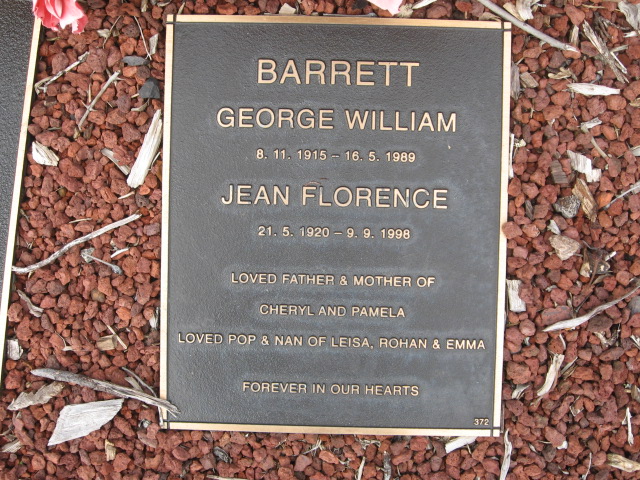 BARRETT
GEORGE WILLIAM
8. 11. 1915 - 16. 5. 1989
JEAN FLORENCE
21. 5. 1920 - 9. 9. 1998
LOVED FATHER & MOTHER OF
CHERYL AND PAMELA
LOVED POP & NAN OF LEISA, ROHAN & EMMA
FOREVER IN OUR HEARTS
372